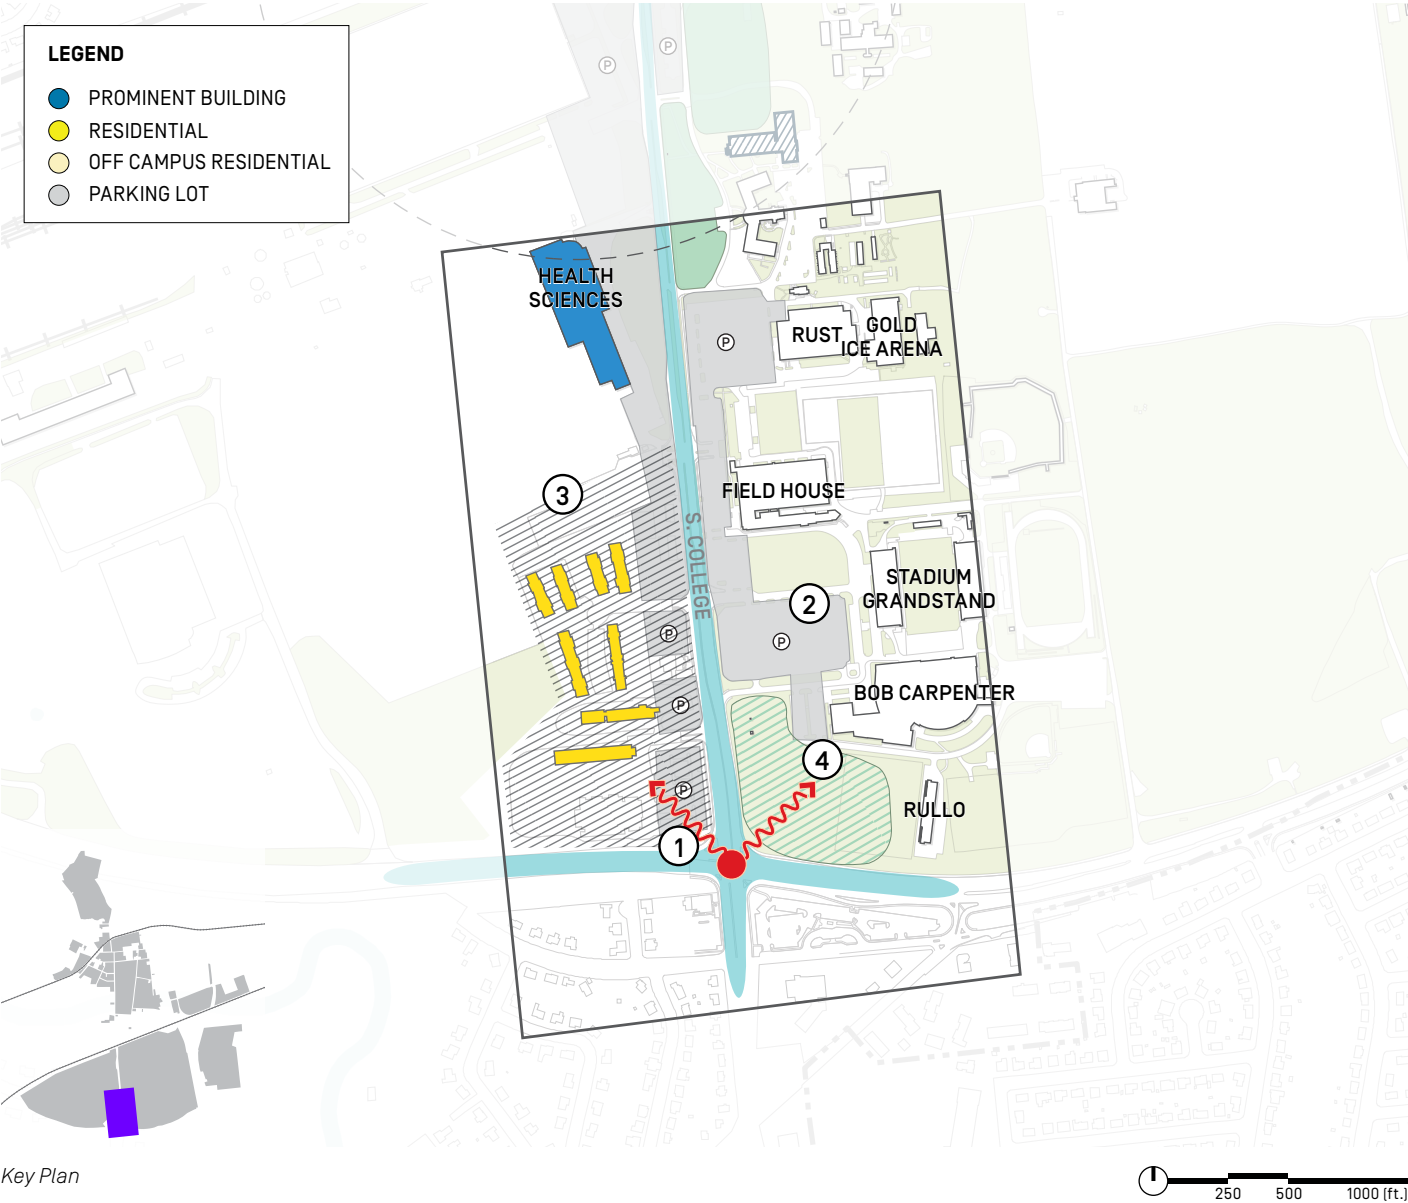 LEGEND
PROMINENT BUILDING
RESIDENTIAL
OFF CAMPUS RESIDENTIAL
PARKING LOT
P
P
HEALTH
SCIENCES
P
RUST
GOLD
ICE ARENA
3
FIELD HOUSE
S. COLLEGE
STADIUM
GRANDSTAND
2
P
P
BOB CARPENTER
P
4
P
RULLO
1
Key Plan
250 500 1000 (ft.)